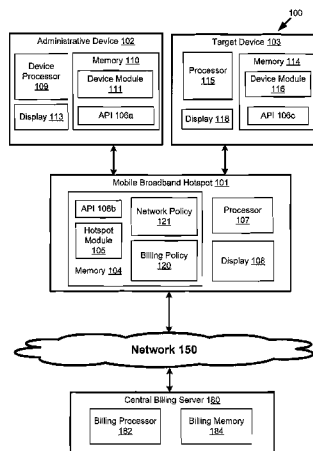 100
Administrative Device 102
Device Processor 109
Memory 110
Device Module 111
Display 113
API 106a
Target Device 103
Processor 115
Memory 114
Device Module 116
Display 118
API 106c
Mobile Broadband Hotspot 101
API 106b
Hotspot Module 105
Memory 104
Network Policy 121
Billing Policy 120
Processor 107
Display 108
Network 150
Central Billing Server 180
Billing Processor 182
Billing Memory 184